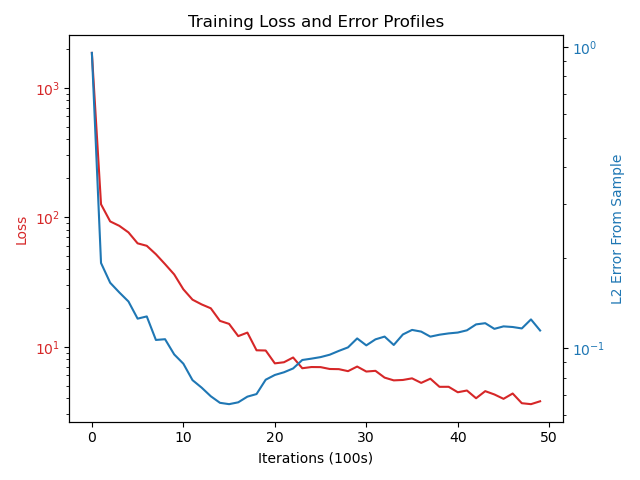 Training Loss and Error Profiles
10³
10²
10¹
Loss
10⁰
10⁻¹
L2 Error From Sample
0 10 20 30 40 50
Iterations (100s)